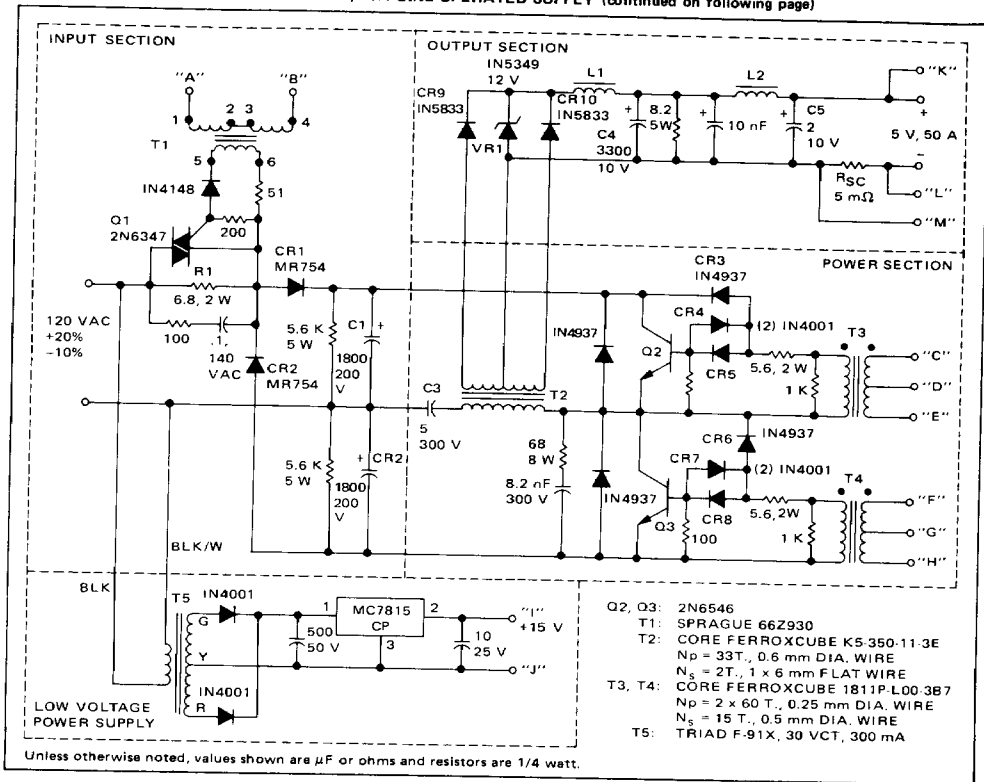 OPERATED SUPPLY (continued on following page)
INPUT SECTION
"A"
"B"
1
2
3
4
T1
5
6
IN4148
51
200
Q1
2N6347
R1
6.8, 2 W
CR1
MR754
120 VAC
+20%
−10%
100
.1,
140
VAC
CR2
MR754
5.6 K
5 W
C1
+
1800
200
V
5.6 K
5 W
+
CR2
1800
200
V
BLK/W
BLK
OUTPUT SECTION
IN5349
12 V
CR9
IN5833
VR1
L1
CR10
IN5833
+
C4
3300
10 V
8.2
5W
+
10 nF
L2
+
C5
2
10 V
"K"
+
5 V, 50 A
−
RSC
5 mΩ
"L"
"M"
POWER SECTION
CR3
IN4937
CR4
(2) IN4001
IN4937
Q2
CR5
5.6, 2 W
1 K
T3
"C"
"D"
"E"
C3
5
300 V
T2
68
8 W
8.2 nF
300 V
IN4937
CR6
IN4937
CR7
(2) IN4001
Q3
CR8
5.6, 2W
100
1 K
T4
"F"
"G"
"H"
T5
IN4001
G
Y
R
IN4001
500
50 V
1
MC7815
CP
2
3
10
25 V
"I"
+15 V
"J"
LOW VOLTAGE
POWER SUPPLY
Q2, Q3: 2N6546
T1: SPRAGUE 66Z930
T2: CORE FERROXCUBE K5-350-11-3E
Np = 33T., 0.6 mm DIA. WIRE
Ns = 2T., 1 x 6 mm FLAT WIRE
T3, T4: CORE FERROXCUBE 1811P-L00-3B7
Np = 2 x 60 T., 0.25 mm DIA. WIRE
Ns = 15 T., 0.5 mm DIA. WIRE
T5: TRIAD F-91X, 30 VCT, 300 mA
Unless otherwise noted, values shown are μF or ohms and resistors are 1/4 watt.